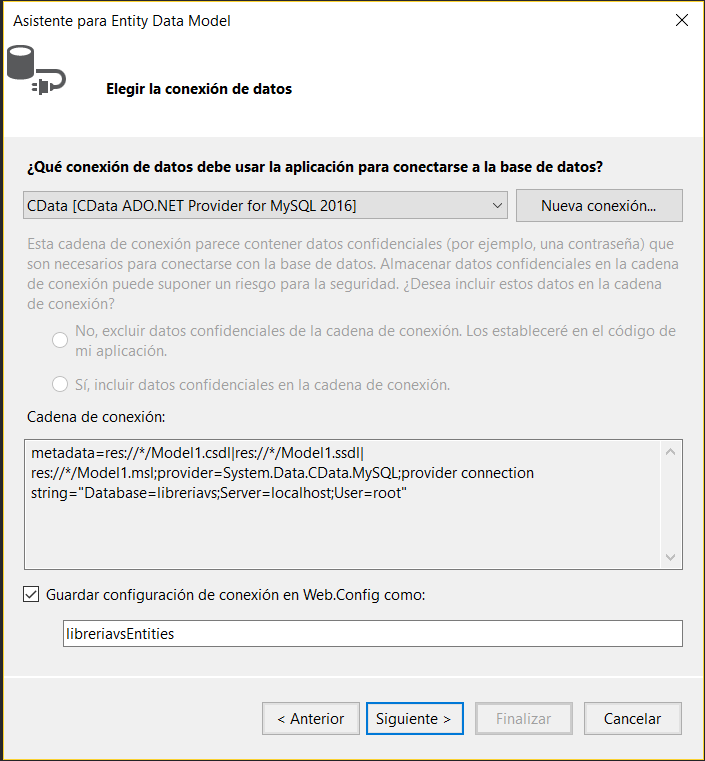 Asistente para Entity Data Model
Elegir la conexión de datos
¿Qué conexión de datos debe usar la aplicación para conectarse a la base de datos?
CData [CData ADO.NET Provider for MySQL 2016]
Nueva conexión...
Esta cadena de conexión parece contener datos confidenciales (por ejemplo, una contraseña) que
son necesarios para conectarse con la base de datos. Almacenar datos confidenciales en la cadena
de conexión puede suponer un riesgo para la seguridad. ¿Desea incluir estos datos en la cadena
de conexión?
No, excluir datos confidenciales de la cadena de conexión. Los estableceré en el código de
mi aplicación.
Sí, incluir datos confidenciales en la cadena de conexión.
Cadena de conexión:
metadata=res://*/Model1.csdl|res://*/Model1.ssdl|
res://*/Model1.msl;provider=System.Data.CData.MySQL;provider connection
string="Database=libreriavs;Server=localhost;User=root"
Guardar configuración de conexión en Web.Config como:
libreriavsEntities
< Anterior
Siguiente >
Finalizar
Cancelar